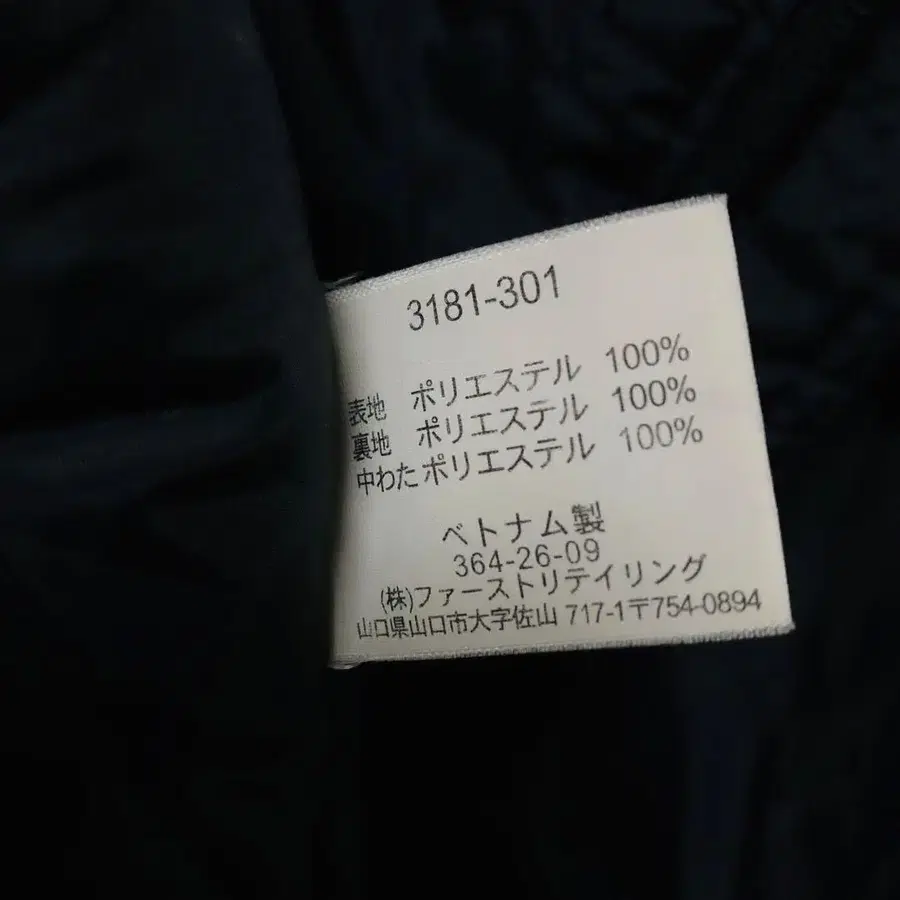 3181-301
表地 ポリエステル 100%
裏地 ポリエステル 100%
中わた ポリエステル 100%
ベトナム製
364-26-09
(株)ファーストリテイリング
山口県山口市大字佐山 717-1〒754-0894